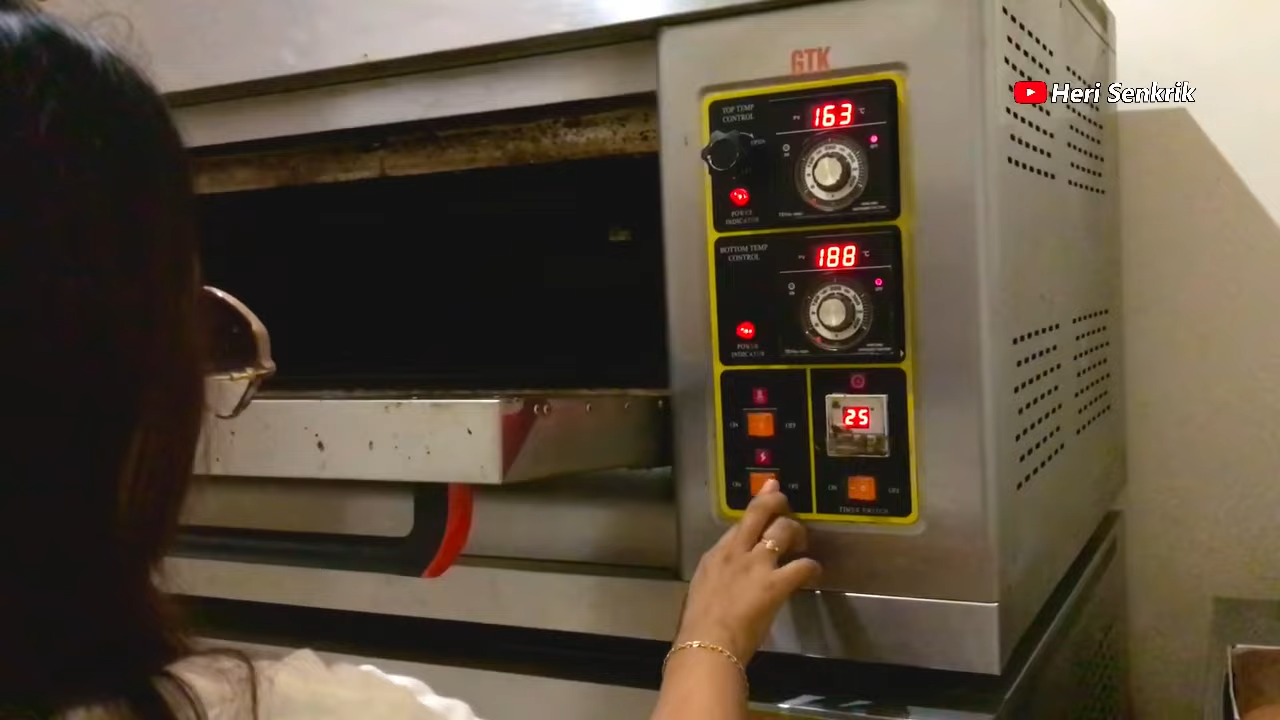 GTK
Heri Senkrik
TOP TEMP
CONTROL
163
POWER
INDICATOR
BOTTOM TEMP
CONTROL
188
POWER
INDICATOR
25
ON
OFF
ON
OFF
ON
OFF
TIMER SWITCH